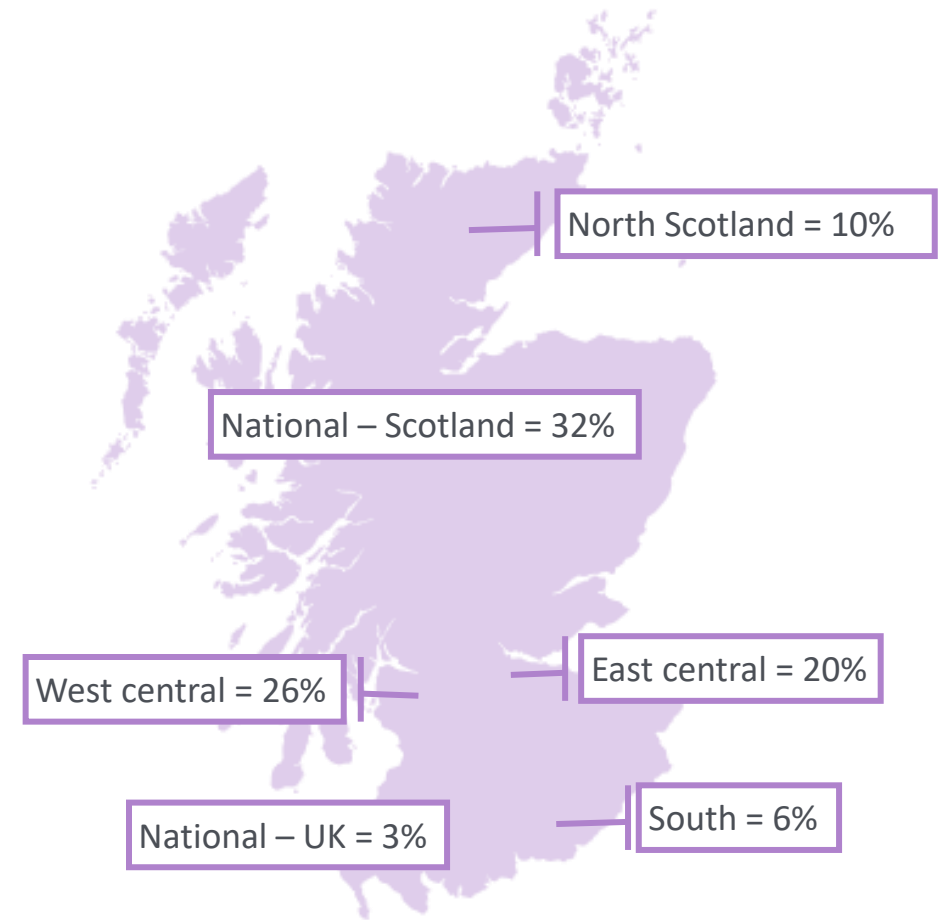 North Scotland = 10%
National – Scotland = 32%
East central = 20%
West central = 26%
South = 6%
National – UK = 3%